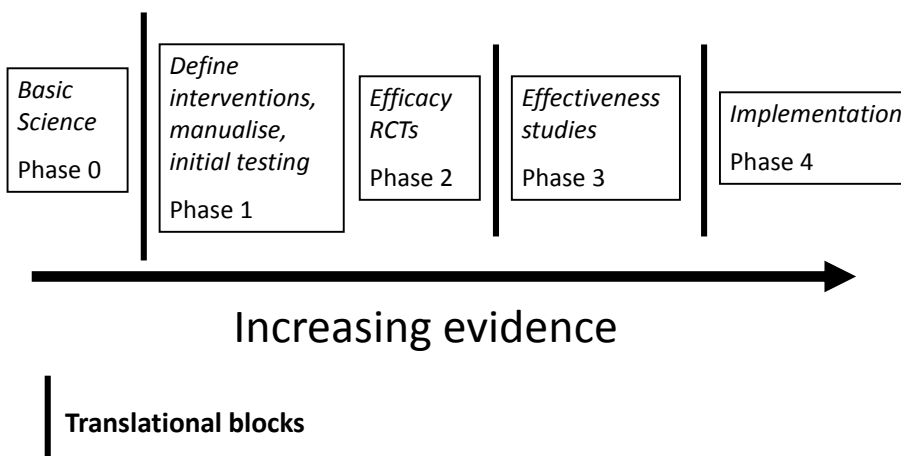 Basic
Science
Phase 0
Define
interventions,
manualise,
initial testing
Phase 1
Efficacy
RCTs
Phase 2
Effectiveness
studies
Phase 3
Implementation
Phase 4
Increasing evidence
Translational blocks